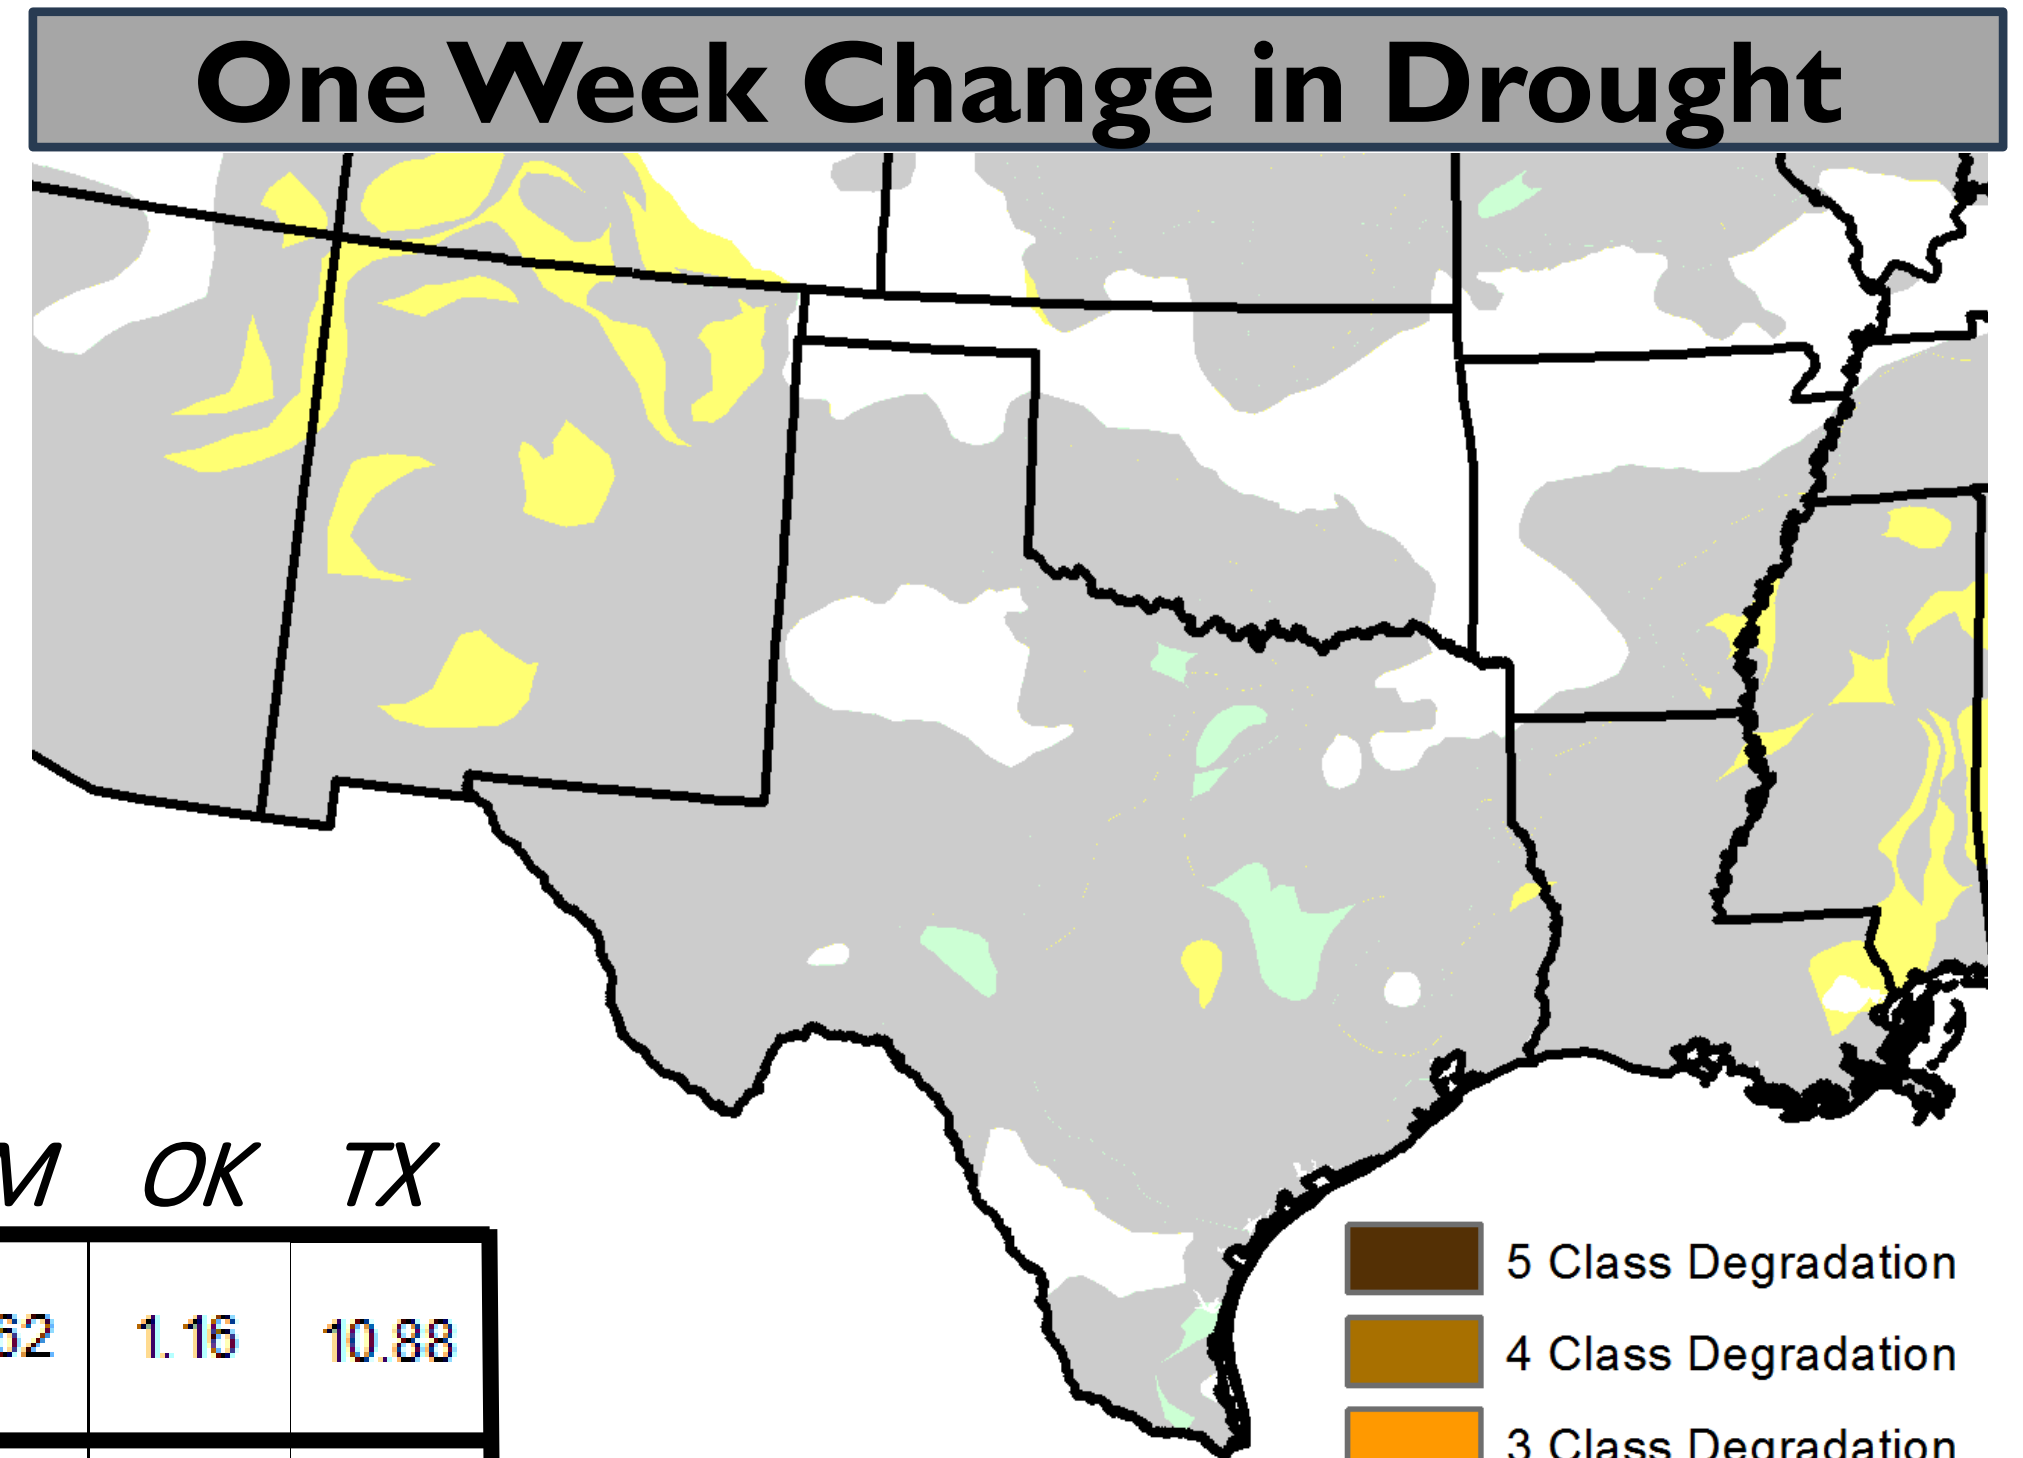 One Week Change in Drought
M OK TX
62 1.16 10.88
5 Class Degradation
4 Class Degradation
3 Class Degradation